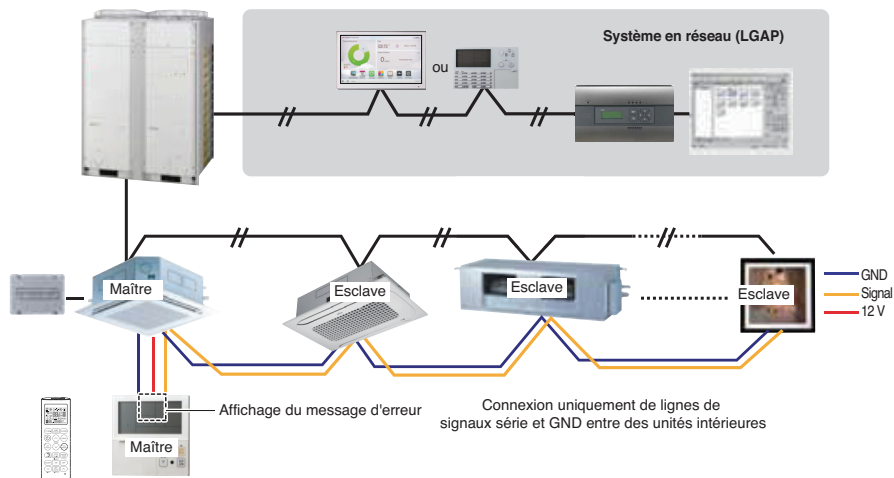 Système en réseau (LGAP)
ou
Maître
Esclave
Esclave
Esclave
GND
Signal
12 V
Affichage du message d'erreur
Connexion uniquement de lignes de
signaux série et GND entre des unités intérieures
Maître